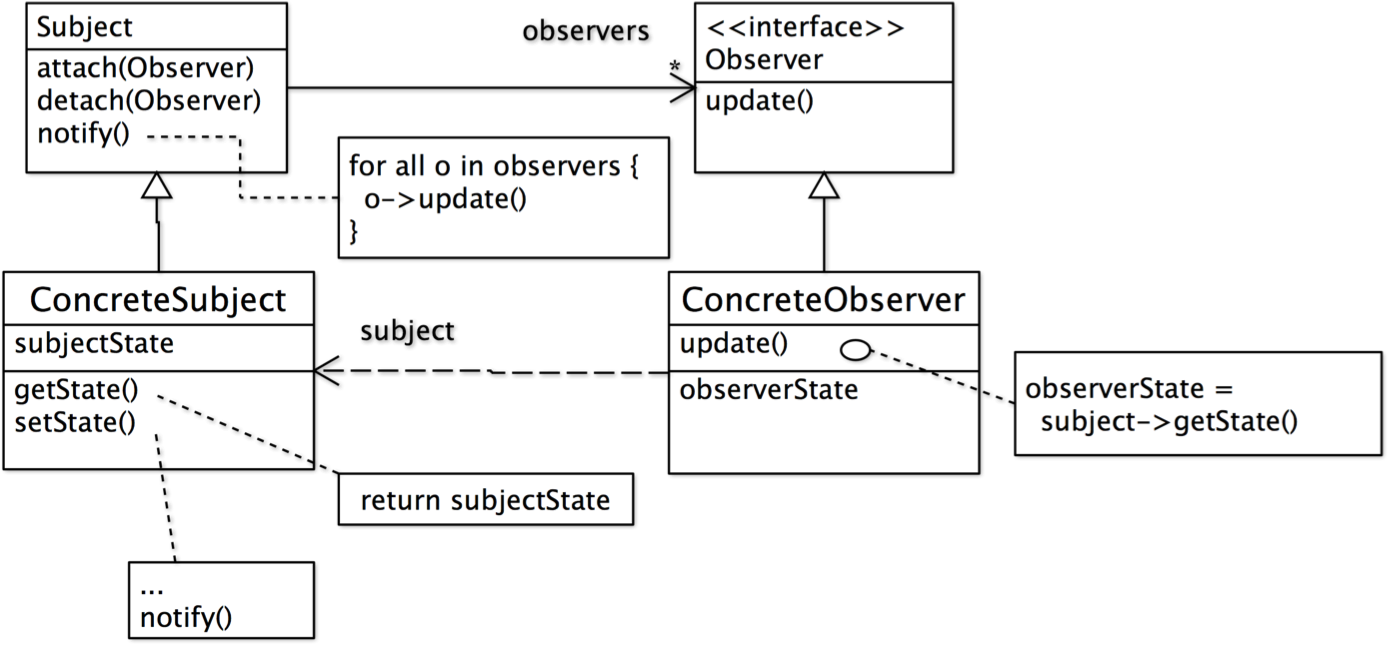 Subject
attach(Observer)
detach(Observer)
notify()
observers
*
<<interface>>
Observer
update()
for all o in observers {
o->update()
}
ConcreteSubject
subjectState
getState()
setState()
subject
ConcreteObserver
update()
observerState
observerState =
subject->getState()
return subjectState
...
notify()